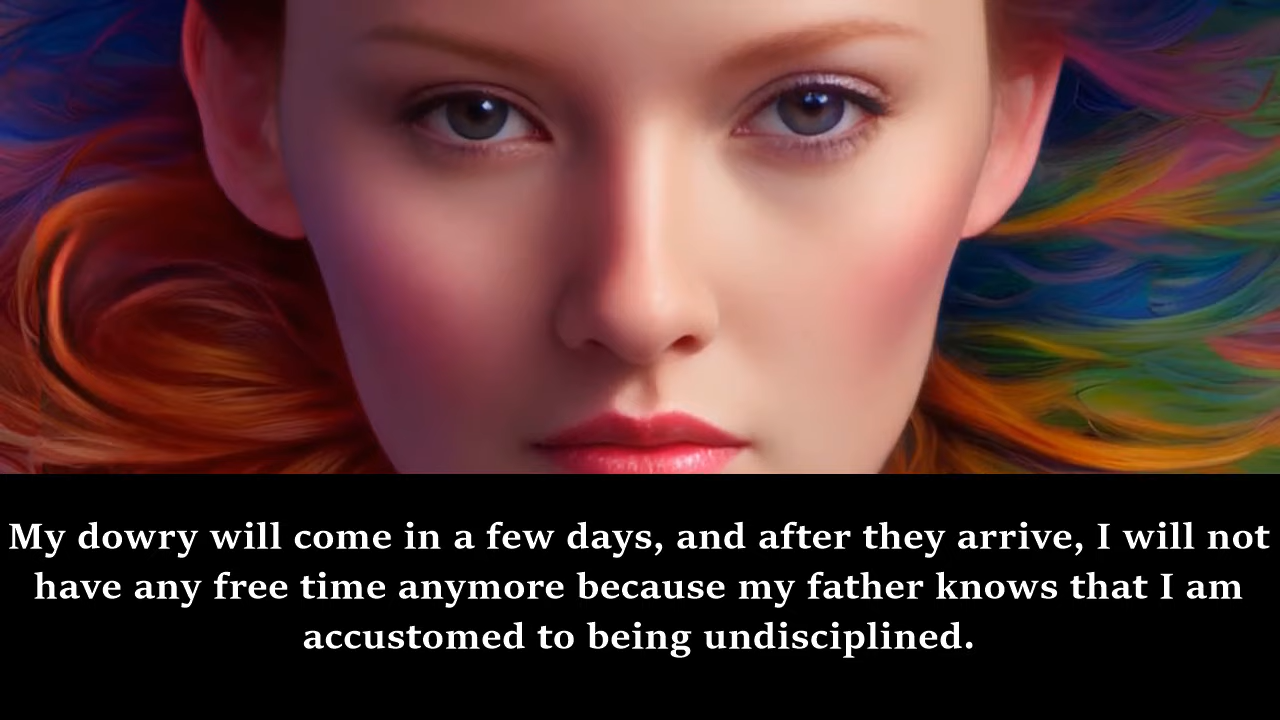 My dowry will come in a few days, and after they arrive, I will not
have any free time anymore because my father knows that I am
accustomed to being undisciplined.